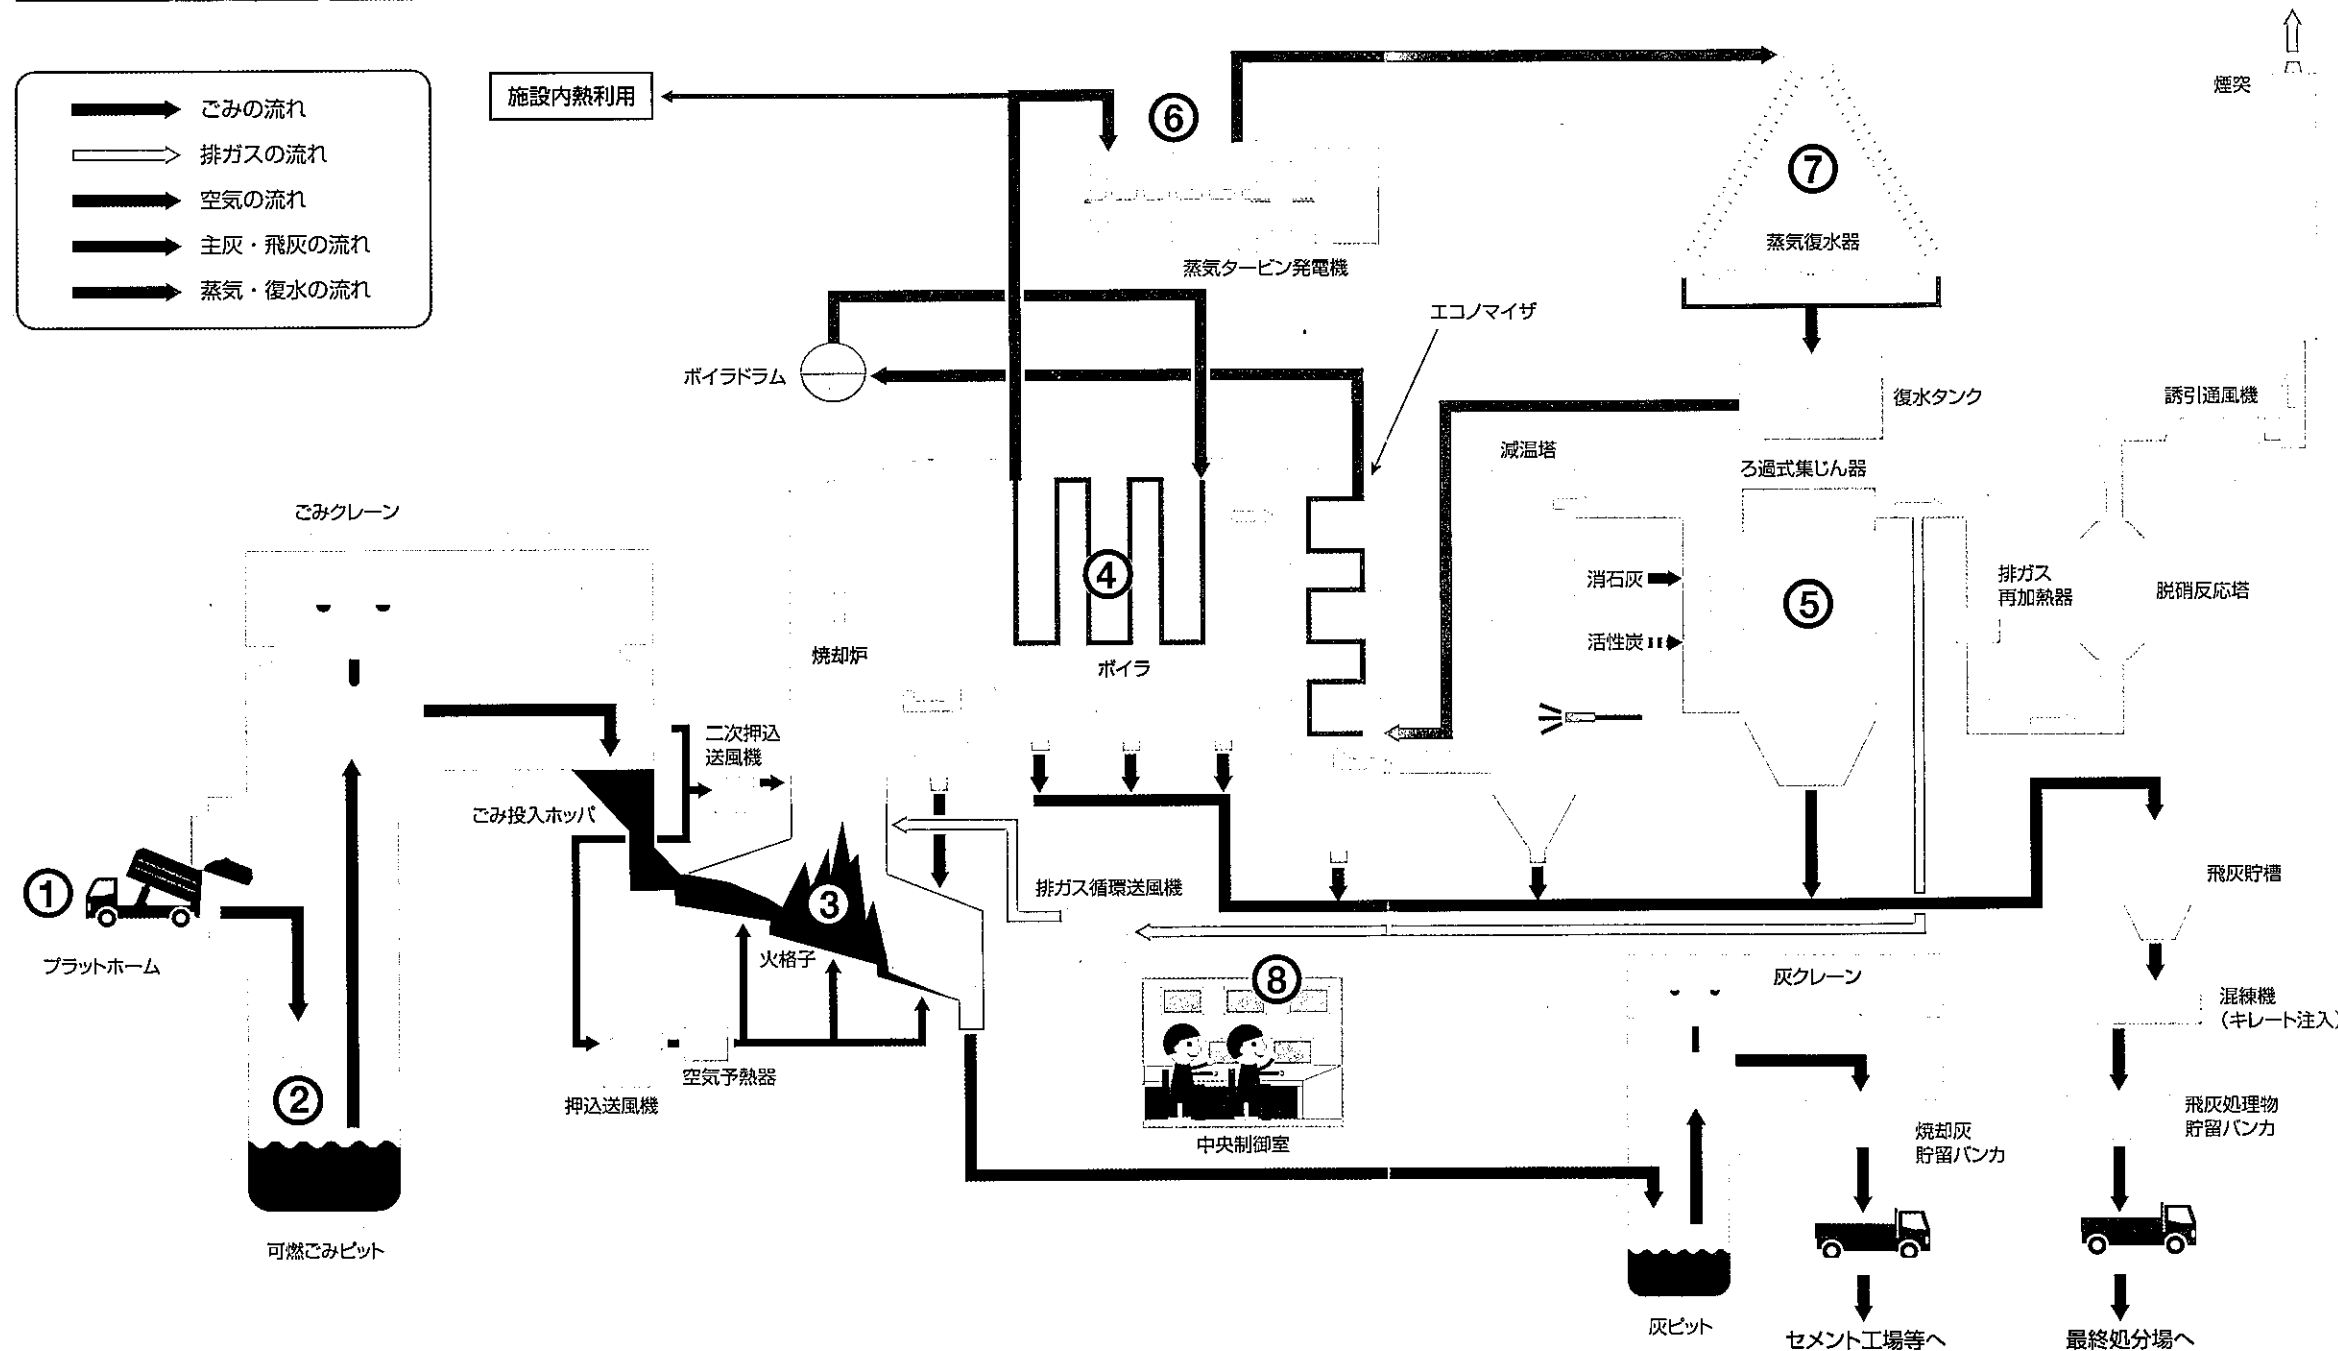 ごみの流れ
排ガスの流れ
空気の流れ
主灰・飛灰の流れ
蒸気・復水の流れ
施設内熱利用
⑥
蒸気タービン発電機
⑦
蒸気復水器
煙突
エコノマイザ
ボイラドラム
復水タンク
誘引通風機
減温塔
ろ過式集じん器
ごみクレーン
④
ボイラ
焼却炉
消石灰
活性炭
⑤
排ガス
再加熱器
脱硝反応塔
二次押込
送風機
ごみ投入ホッパ
①
プラットホーム
③
火格子
排ガス循環送風機
飛灰貯槽
⑧
中央制御室
灰クレーン
混練機
（キレート注入）
②
空気予熱器
押込送風機
可燃ごみピット
焼却灰
貯留バンカ
飛灰処理物
貯留バンカ
灰ピット
セメント工場等へ
最終処分場へ